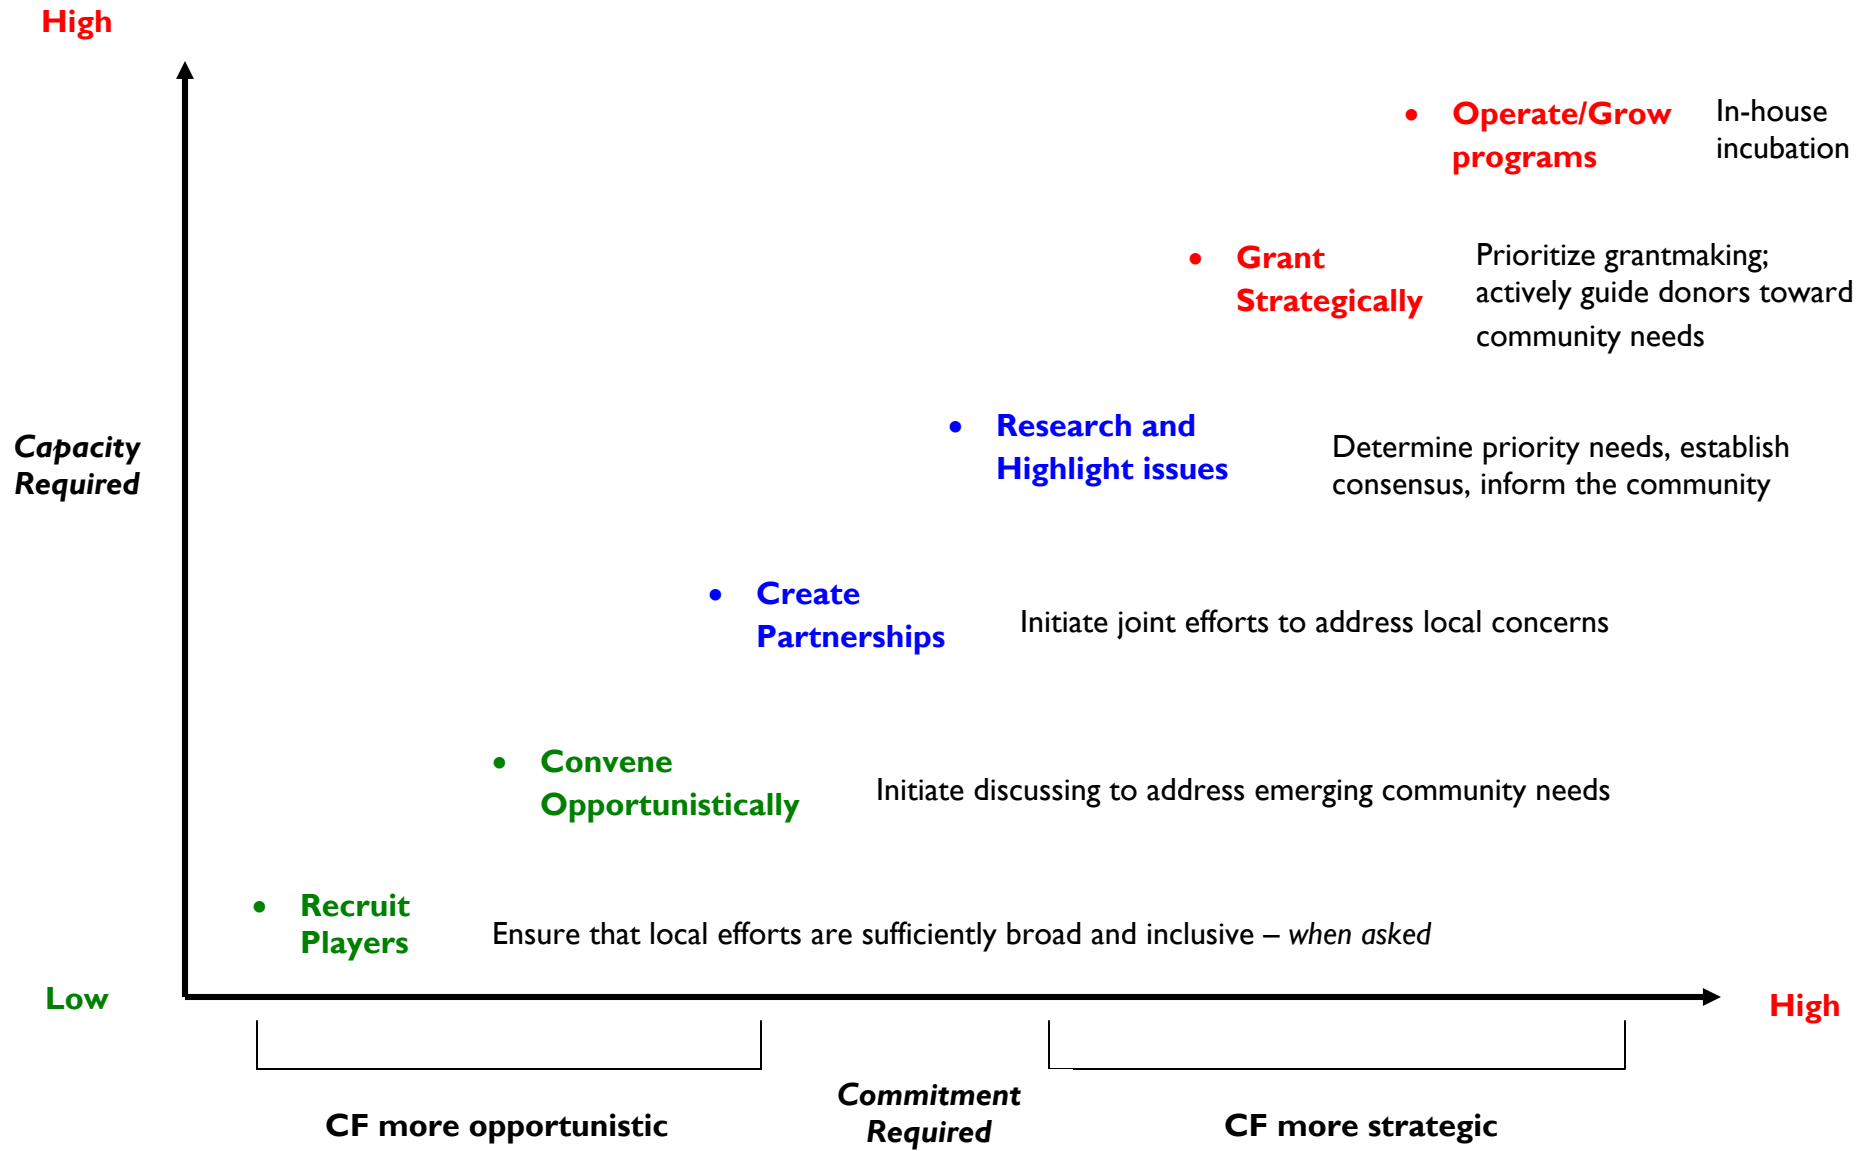 High
• Operate/Grow programs
In-house incubation
• Grant Strategically
Prioritize grantmaking;
actively guide donors toward
community needs
• Research and
Highlight issues
Determine priority needs, establish
consensus, inform the community
Capacity
Required
• Create
Partnerships
Initiate joint efforts to address local concerns
• Convene
Opportunistically
Initiate discussing to address emerging community needs
• Recruit
Players
Ensure that local efforts are sufficiently broad and inclusive – when asked
Low
High
Commitment
Required
CF more opportunistic
CF more strategic